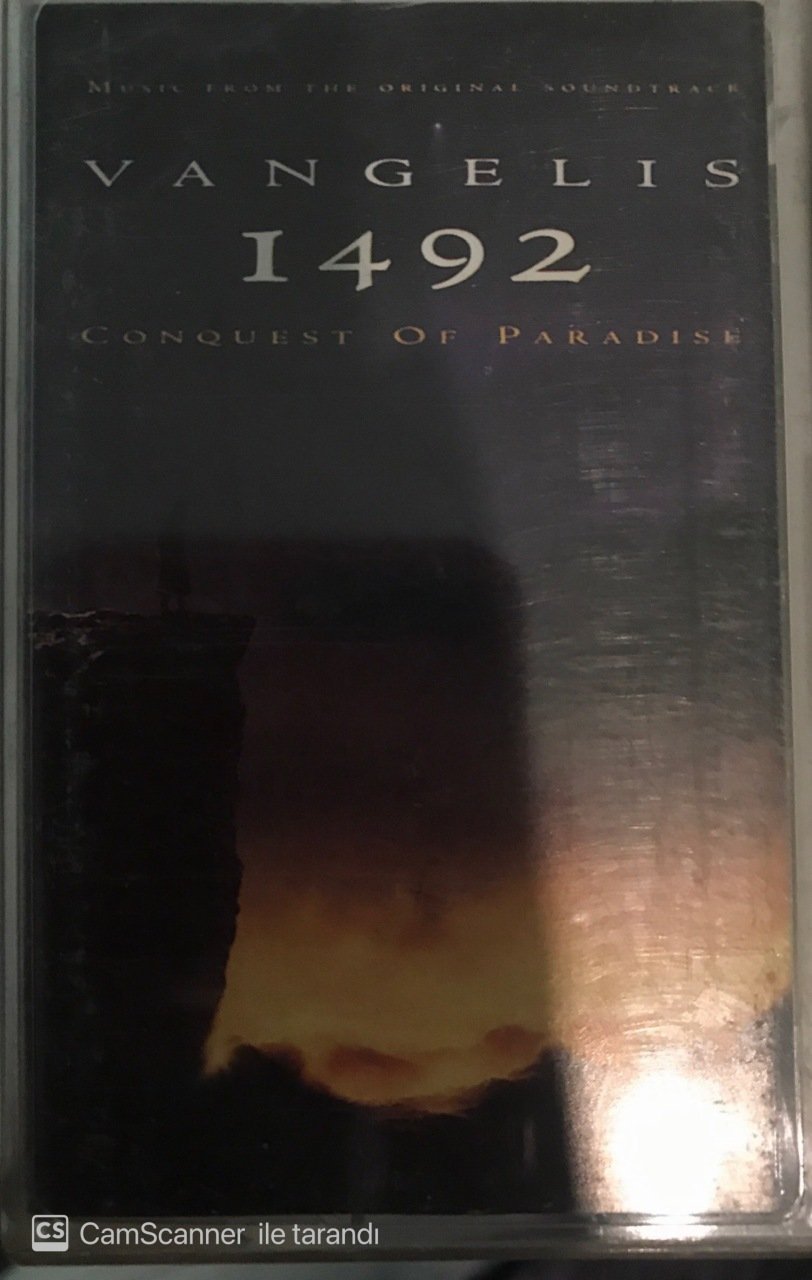 MUSIC FROM THE ORIGINAL SOUNDTRACK
VANGELIS
1492
CONQUEST OF PARADISE
CS CamScanner ile tarandı